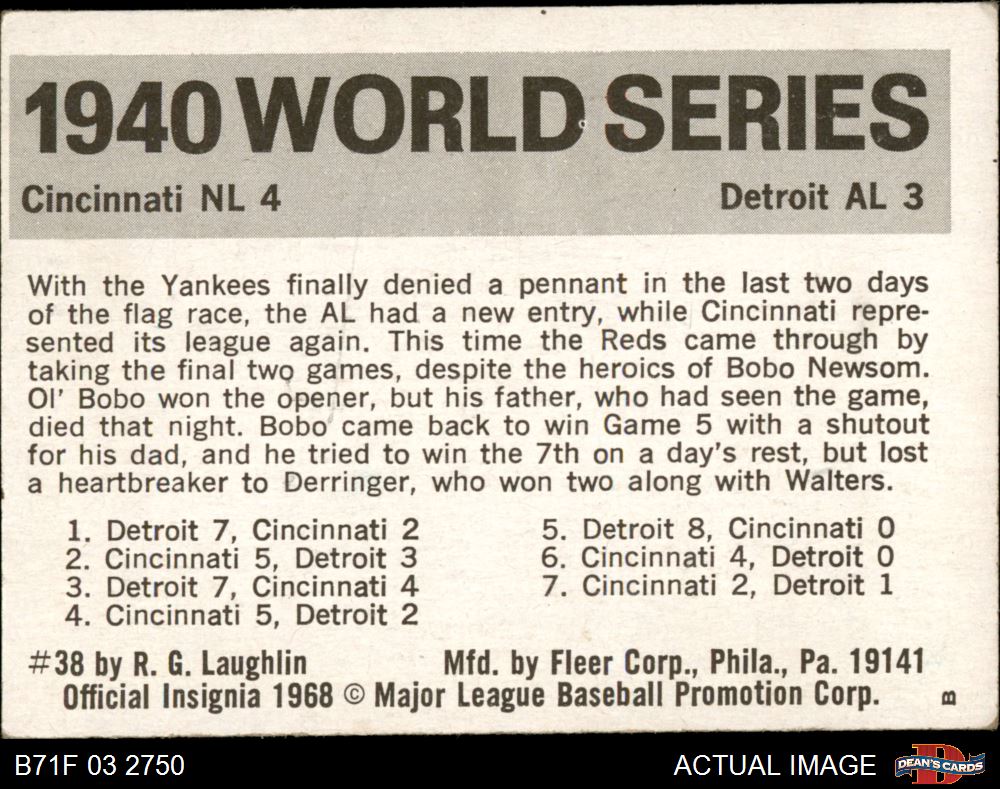 1940 WORLD SERIES
Cincinnati NL 4 Detroit AL 3
With the Yankees finally denied a pennant in the last two days
of the flag race, the AL had a new entry, while Cincinnati repre-
sented its league again. This time the Reds came through by
taking the final two games, despite the heroics of Bobo Newsom.
Ol' Bobo won the opener, but his father, who had seen the game,
died that night. Bobo came back to win Game 5 with a shutout
for his dad, and he tried to win the 7th on a day's rest, but lost
a heartbreaker to Derringer, who won two along with Walters.
1. Detroit 7, Cincinnati 2
2. Cincinnati 5, Detroit 3
3. Detroit 7, Cincinnati 4
4. Cincinnati 5, Detroit 2
5. Detroit 8, Cincinnati 0
6. Cincinnati 4, Detroit 0
7. Cincinnati 2, Detroit 1
#38 by R. G. Laughlin Mfd. by Fleer Corp., Phila., Pa. 19141
Official Insignia 1968 © Major League Baseball Promotion Corp.
B
B71F 03 2750 ACTUAL IMAGE D DEAN'S CARDS